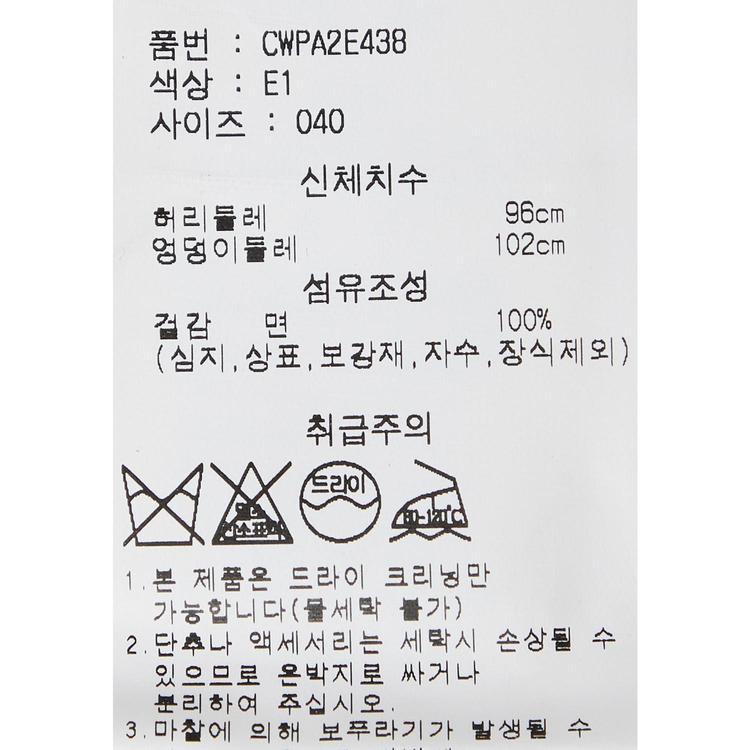 품번 : CWPA2E438
색상 : E1
사이즈 : 040
신체치수
허리둘레 96cm
엉덩이둘레 102cm
섬유조성
겉감 면 100%
(심지,상표,보강재,자수,장식제외)
취급주의
드라이
80-120℃
1.본 제품은 드라이 크리닝만
가능합니다(물세탁 불가)
2.단추나 액세서리는 세탁시 손상될 수
있으므로 은박지로 싸거나
분리하여 주십시오.
3.마찰에 의해 보푸라기가 발생될 수